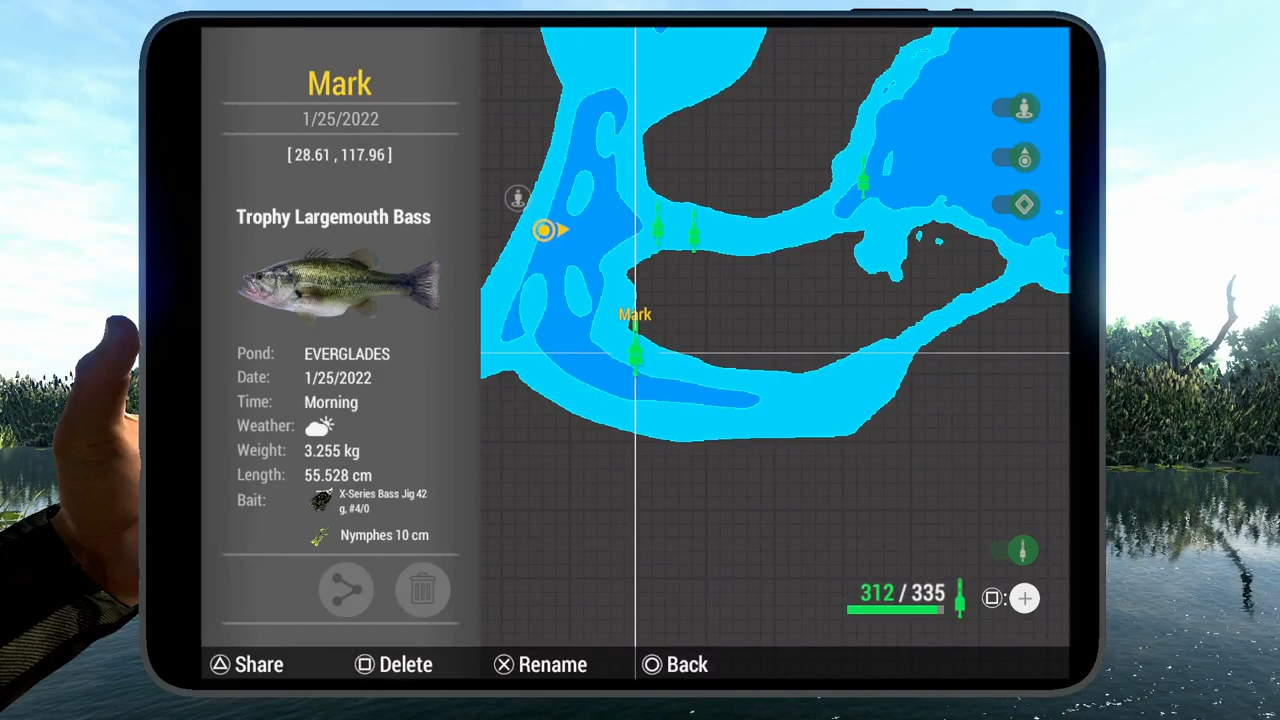 Mark
1/25/2022
[ 28.61 , 117.96 ]
Trophy Largemouth Bass
Pond: EVERGLADES
Date: 1/25/2022
Time: Morning
Weather:
Weight: 3.255 kg
Length: 55.528 cm
Bait: X-Series Bass Jig 42
g, #4/0
Nymphes 10 cm
Mark
312 / 335
Share
Delete
Rename
Back